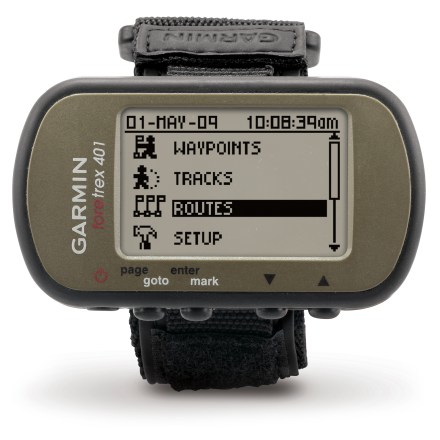 GARMIN
01-MAY-09 10:08:39am
WAYPOINTS
TRACKS
ROUTES
SETUP
GARMIN
foretrex 401
page enter
goto mark